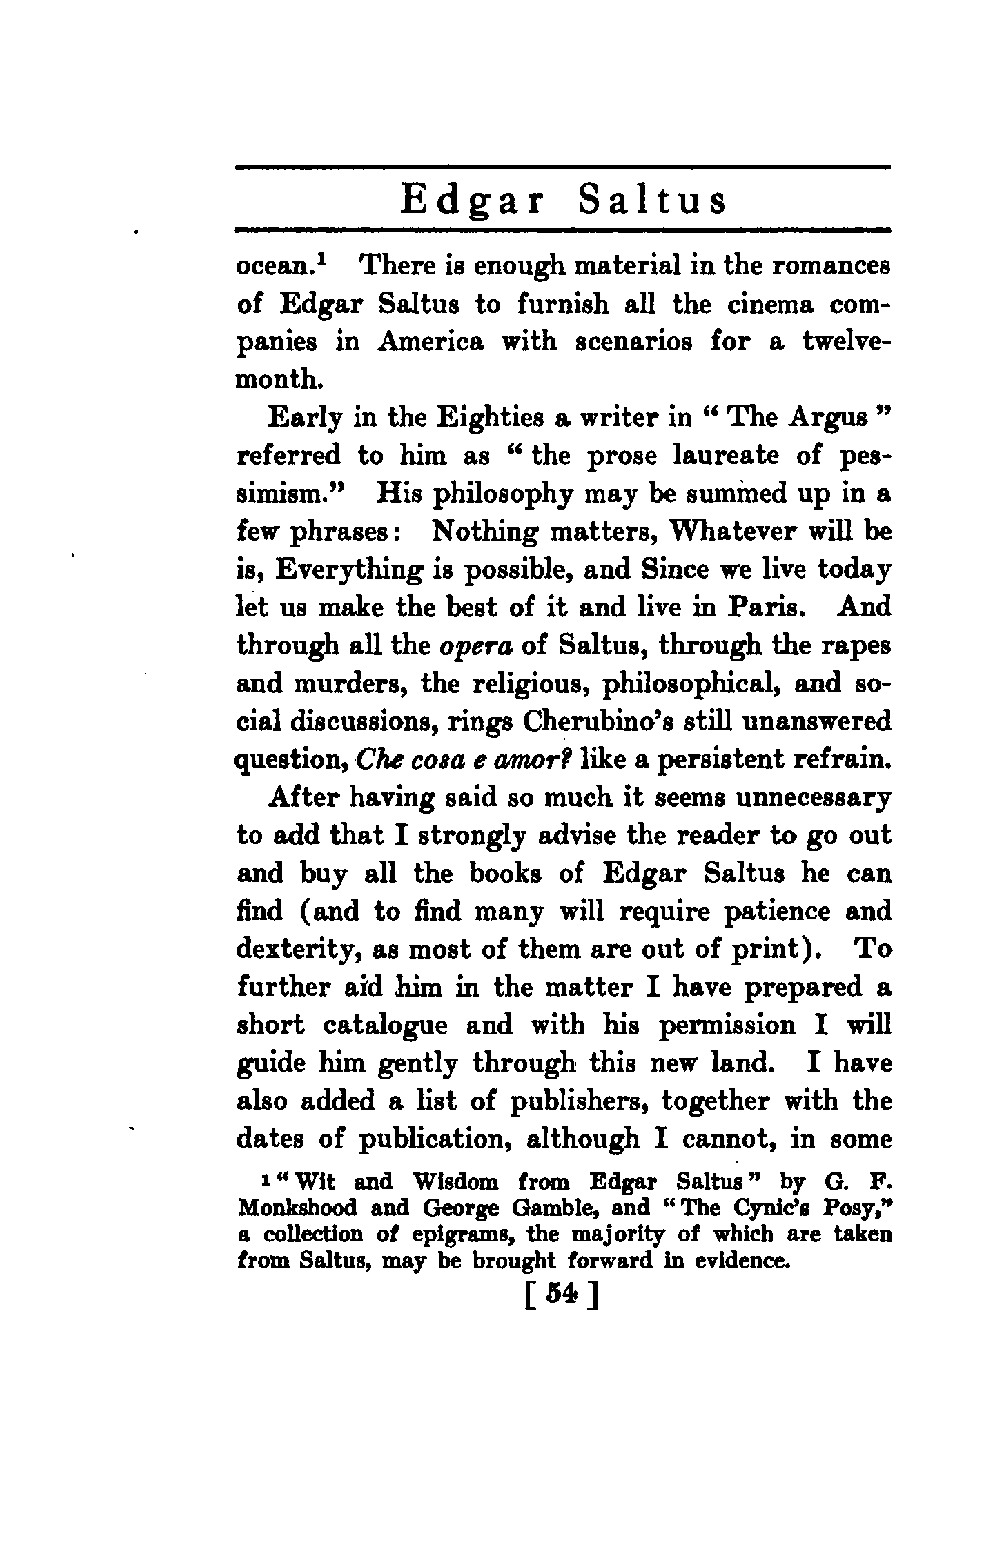 Edgar Saltus
ocean.¹ There is enough material in the romances
of Edgar Saltus to furnish all the cinema com-
panies in America with scenarios for a twelve-
month.
Early in the Eighties a writer in “ The Argus ”
referred to him as “ the prose laureate of pes-
simism.” His philosophy may be summed up in a
few phrases: Nothing matters, Whatever will be
is, Everything is possible, and Since we live today
let us make the best of it and live in Paris. And
through all the opera of Saltus, through the rapes
and murders, the religious, philosophical, and so-
cial discussions, rings Cherubino’s still unanswered
question, Che cosa e amor? like a persistent refrain.
After having said so much it seems unnecessary
to add that I strongly advise the reader to go out
and buy all the books of Edgar Saltus he can
find (and to find many will require patience and
dexterity, as most of them are out of print). To
further aid him in the matter I have prepared a
short catalogue and with his permission I will
guide him gently through this new land. I have
also added a list of publishers, together with the
dates of publication, although I cannot, in some
1 “ Wit and Wisdom from Edgar Saltus ” by G. F.
Monkshood and George Gamble, and “ The Cynic’s Posy,”
a collection of epigrams, the majority of which are taken
from Saltus, may be brought forward in evidence.
[ 54 ]